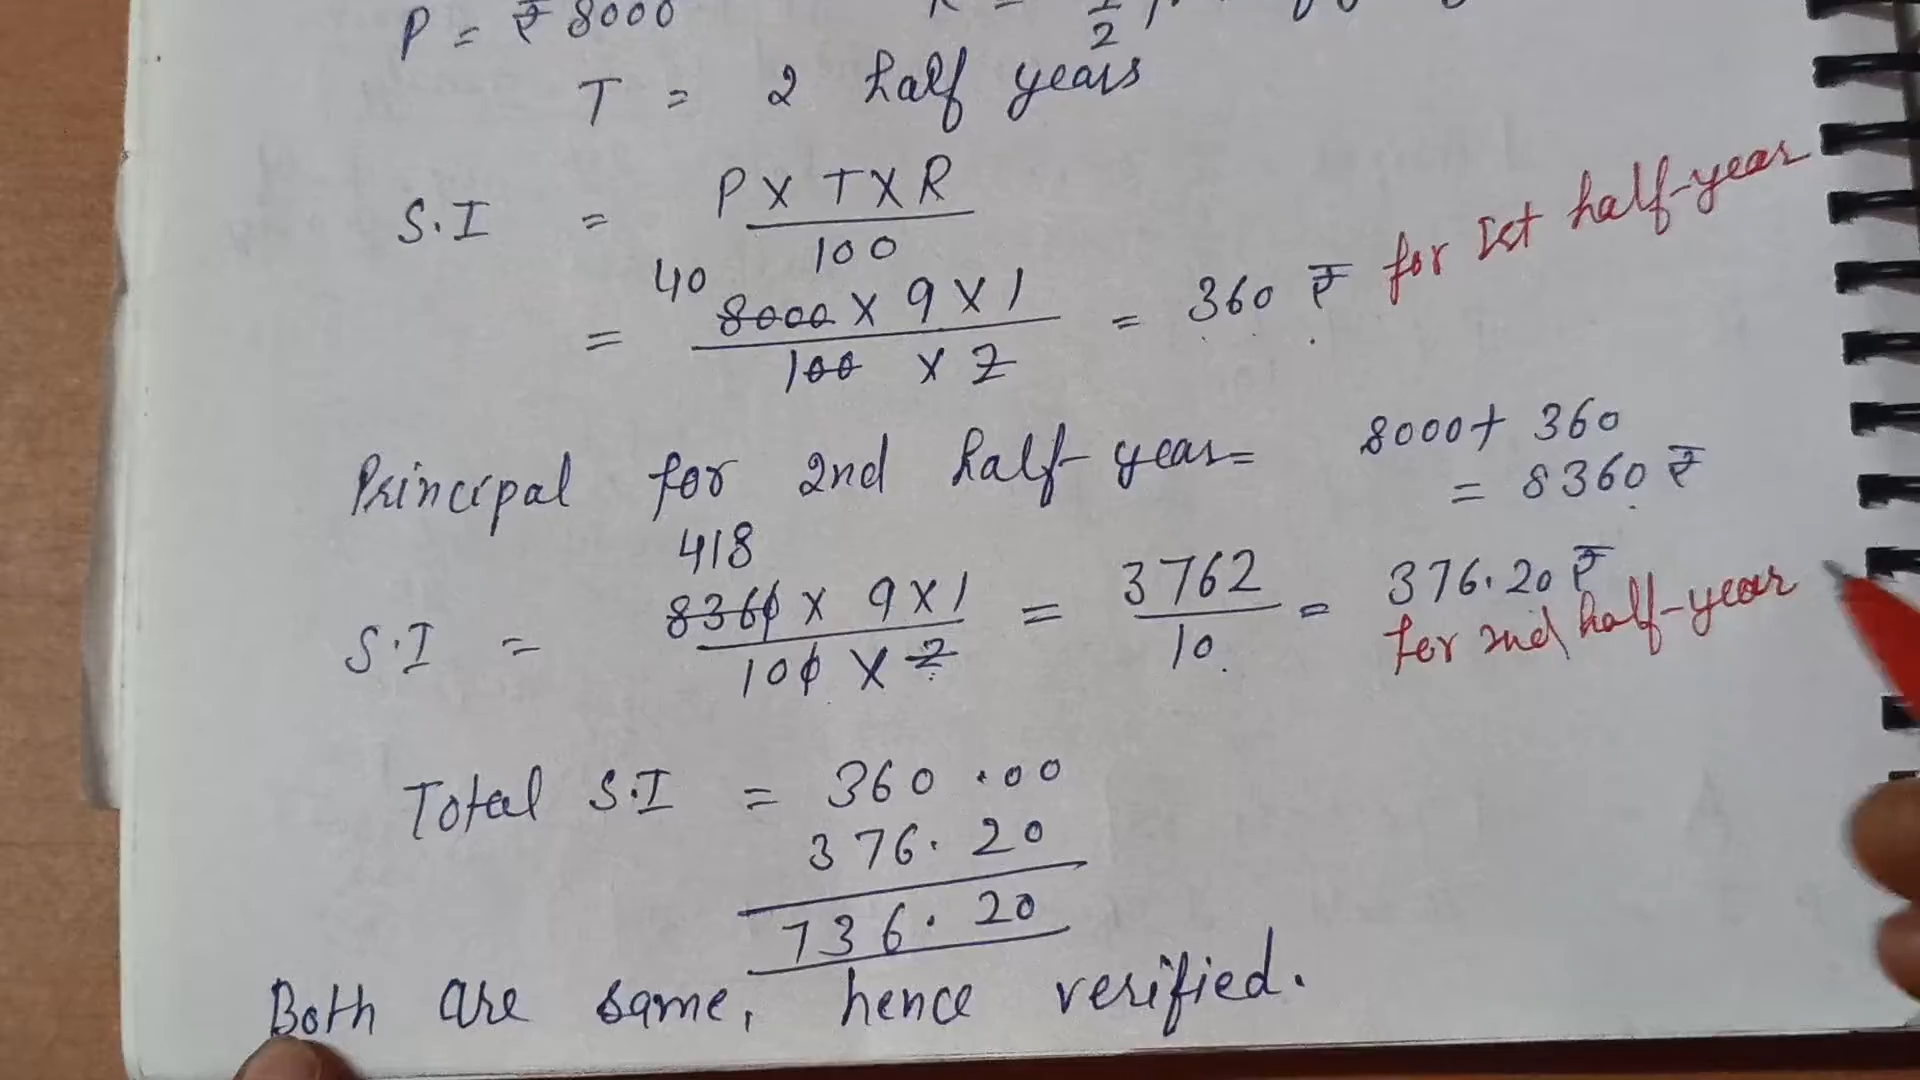 P = ₹ 8000 R = 9/2 %
T = 2 half years
S.I = P X T X R / 100
40
= 8000 X 9 X 1 / 100 X 2 = 360 ₹ for Ist half-year
Principal for 2nd half-year = 8000 + 360
= 8360 ₹
418
S.I = 8360 X 9 X 1 / 100 X 2 = 3762 / 10 = 376.20 ₹
for 2nd half-year
Total S.I = 360.00
376.20
736.20
Both are same, hence verified.